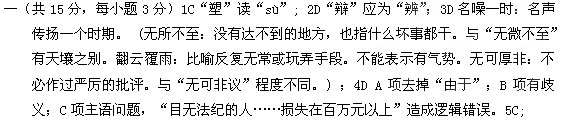 一（共 15 分，每小题 3 分）1C“塑”读“sù”; 2D“辩”应为“辨”；3D名噪一时：名声
传扬一个时期。（无所不至：没有达不到的地方，也指什么坏事都干。与“无微不至”
有天壤之别。翻云覆雨：比喻反复无常或玩弄手段。不能表示有气势。无可厚非：不
必作过严厉的批评。与“无可非议”程度不同。）；4D A 项去掉“由于”；B 项有歧
义；C 项主语问题，“目无法纪的人……损失在百万元以上”造成逻辑错误。5C；